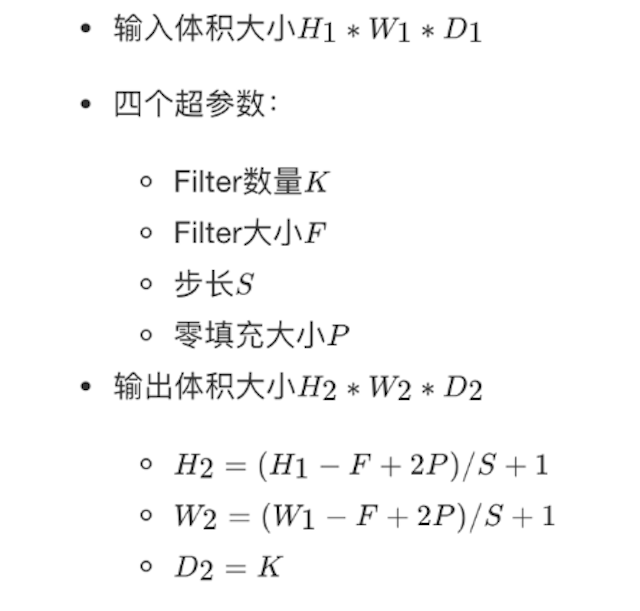 • 输入体积大小H1 * W1 * D1
• 四个超参数：
◦ Filter数量K
◦ Filter大小F
◦ 步长S
◦ 零填充大小P
• 输出体积大小H2 * W2 * D2
◦ H2 = (H1 − F + 2P)/S + 1
◦ W2 = (W1 − F + 2P)/S + 1
◦ D2 = K